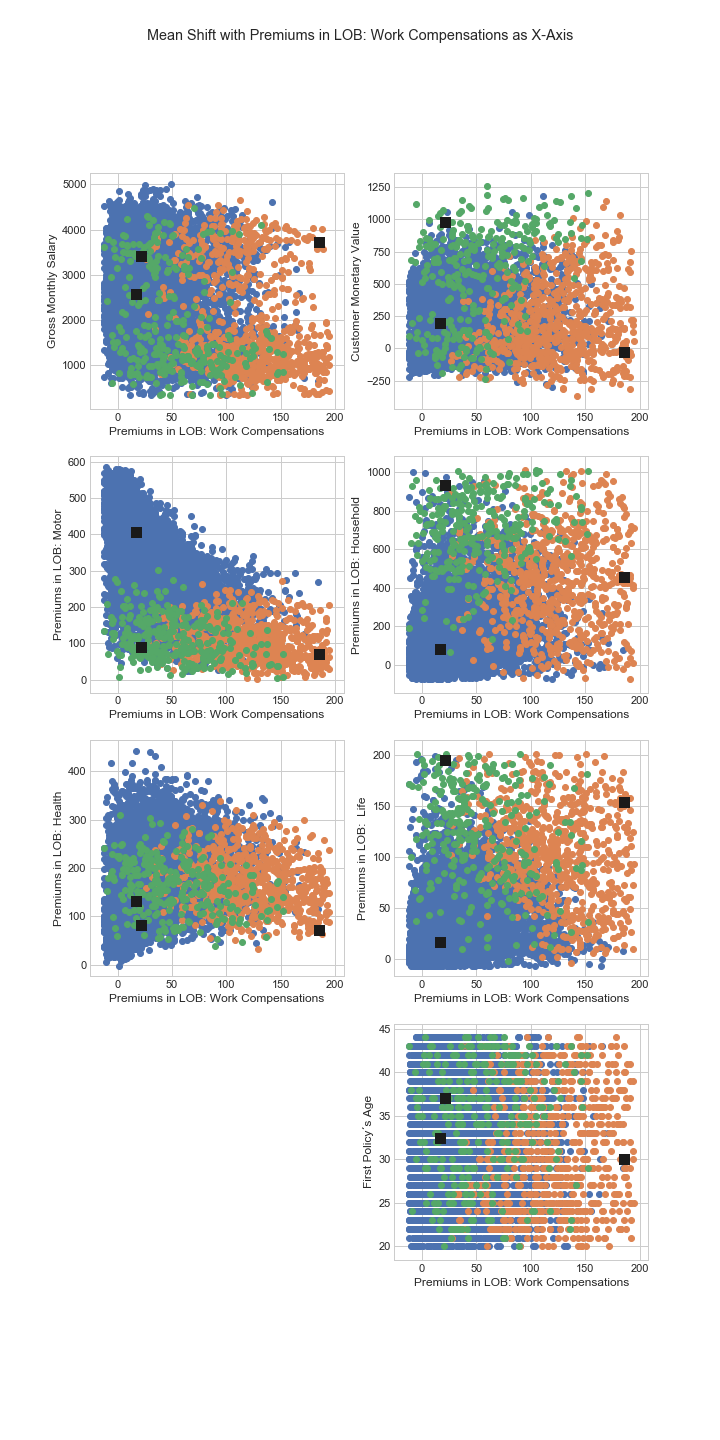 Mean Shift with Premiums in LOB: Work Compensations as X-Axis
5000
4000
3000
2000
1000
Gross Monthly Salary
0 50 100 150 200
Premiums in LOB: Work Compensations
1250
1000
750
500
250
0
−250
Customer Monetary Value
0 50 100 150 200
Premiums in LOB: Work Compensations
600
500
400
300
200
100
0
Premiums in LOB: Motor
0 50 100 150 200
Premiums in LOB: Work Compensations
1000
800
600
400
200
0
Premiums in LOB: Household
0 50 100 150 200
Premiums in LOB: Work Compensations
400
300
200
100
0
Premiums in LOB: Health
0 50 100 150 200
Premiums in LOB: Work Compensations
200
150
100
50
0
Premiums in LOB:  Life
0 50 100 150 200
Premiums in LOB: Work Compensations
45
40
35
30
25
20
First Policy´s Age
0 50 100 150 200
Premiums in LOB: Work Compensations